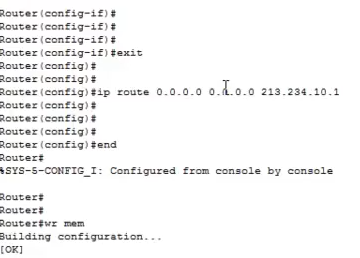 Router(config-if)#
Router(config-if)#
Router(config-if)#
Router(config-if)#exit
Router(config)#
Router(config)#
Router(config)#ip route 0.0.0.0 0.0.0.0 213.234.10.1
Router(config)#
Router(config)#
Router(config)#
Router(config)#end
Router#
%SYS-5-CONFIG_I: Configured from console by console
Router#
Router#
Router#wr mem
Building configuration...
[OK]